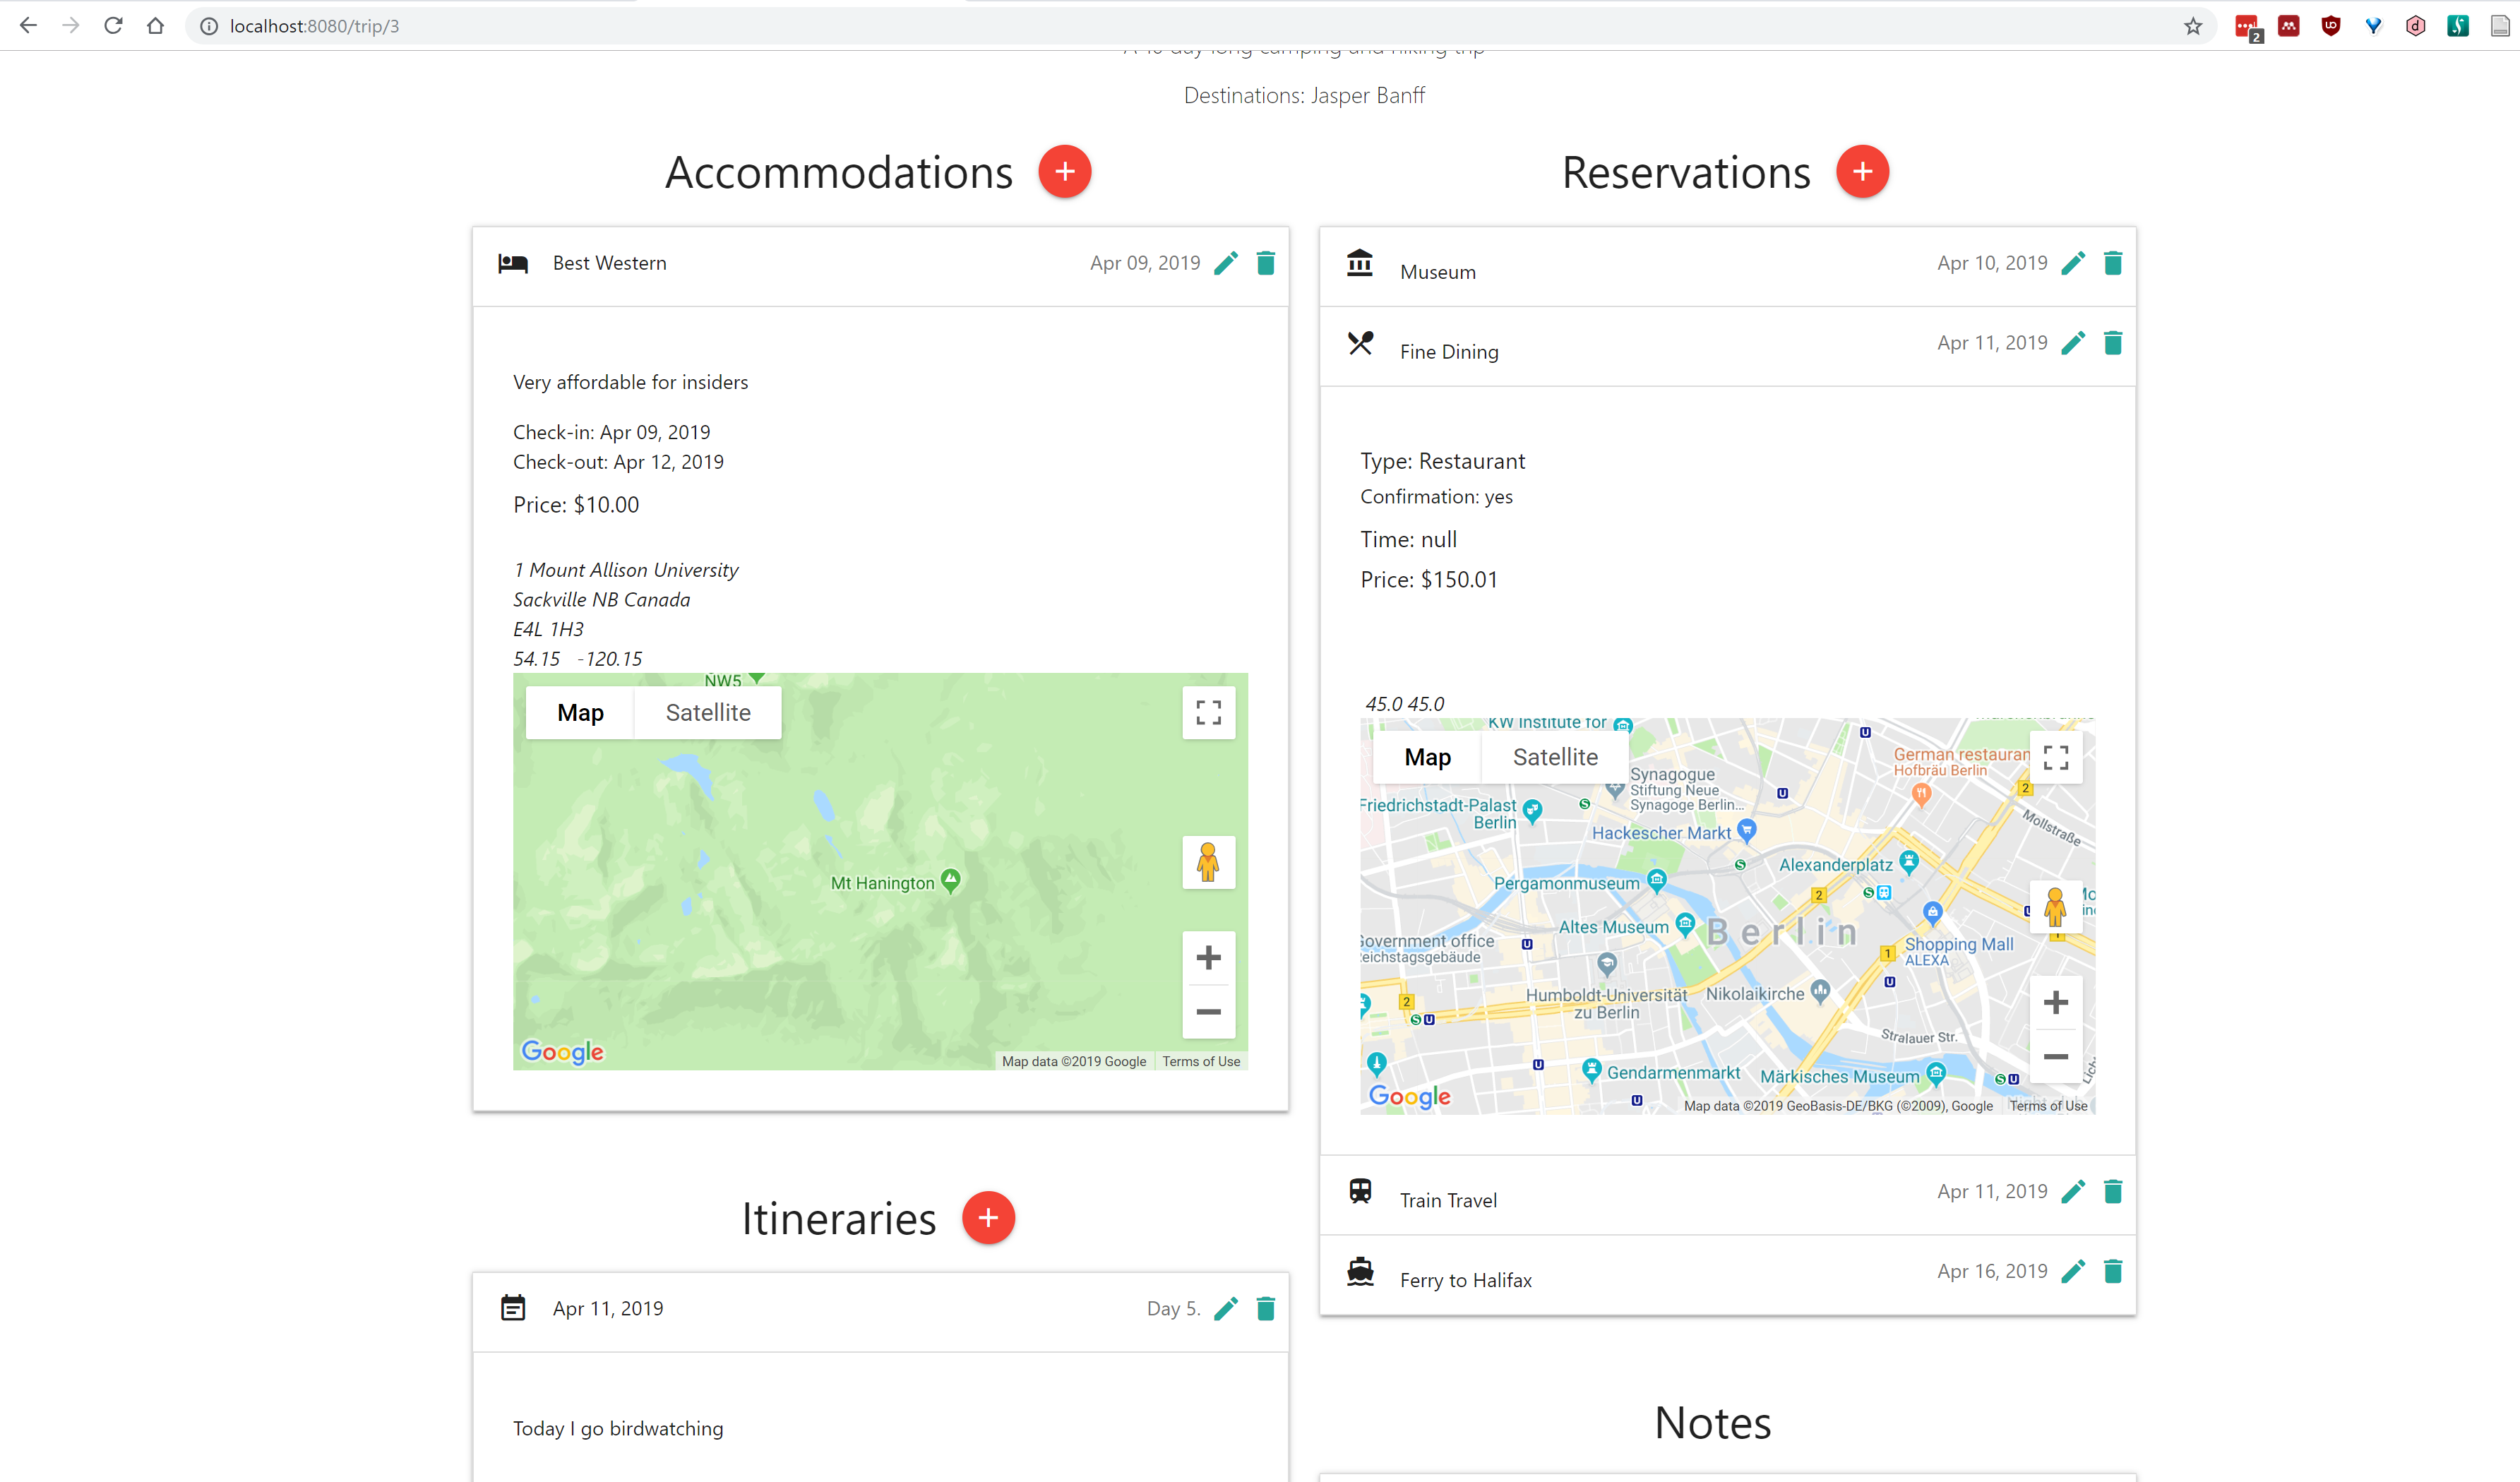 localhost:8080/trip/3
2
Destinations: Jasper Banff
Accommodations
Best Western
Apr 09, 2019
Very affordable for insiders
Check-in: Apr 09, 2019
Check-out: Apr 12, 2019
Price: $10.00
1 Mount Allison University
Sackville NB Canada
E4L 1H3
54.15 -120.15
NW5
Map
Satellite
Mt Hanington
Google
Map data ©2019 Google
Terms of Use
Itineraries
Apr 11, 2019
Day 5.
Today I go birdwatching
Reservations
Museum
Apr 10, 2019
Fine Dining
Apr 11, 2019
Type: Restaurant
Confirmation: yes
Time: null
Price: $150.01
45.0 45.0
KW Institute for
Map
Satellite
German restauran
Hofbräu Berlin
Synagogue
Stiftung Neue
Synagoge Berlin...
2
Friedrichstadt-Palast
Berlin
Mollstraße
Hackescher Markt
Alexanderplatz
Pergamonmuseum
2
Altes Museum
Berlin
Government office
Reichstagsgebäude
Shopping Mall
ALEXA
1
1
Humboldt-Universität
zu Berlin
Nikolaikirche
2
Stralauer Str.
Gendarmenmarkt
Märkisches Museum
Google
Map data ©2019 GeoBasis-DE/BKG (©2009), Google
Terms of Use
Train Travel
Apr 11, 2019
Ferry to Halifax
Apr 16, 2019
Notes